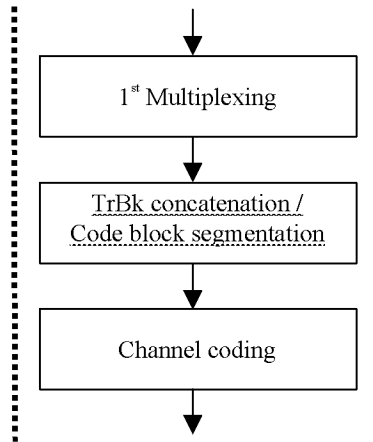 1st Multiplexing
TrBk concatenation /
Code block segmentation
Channel coding